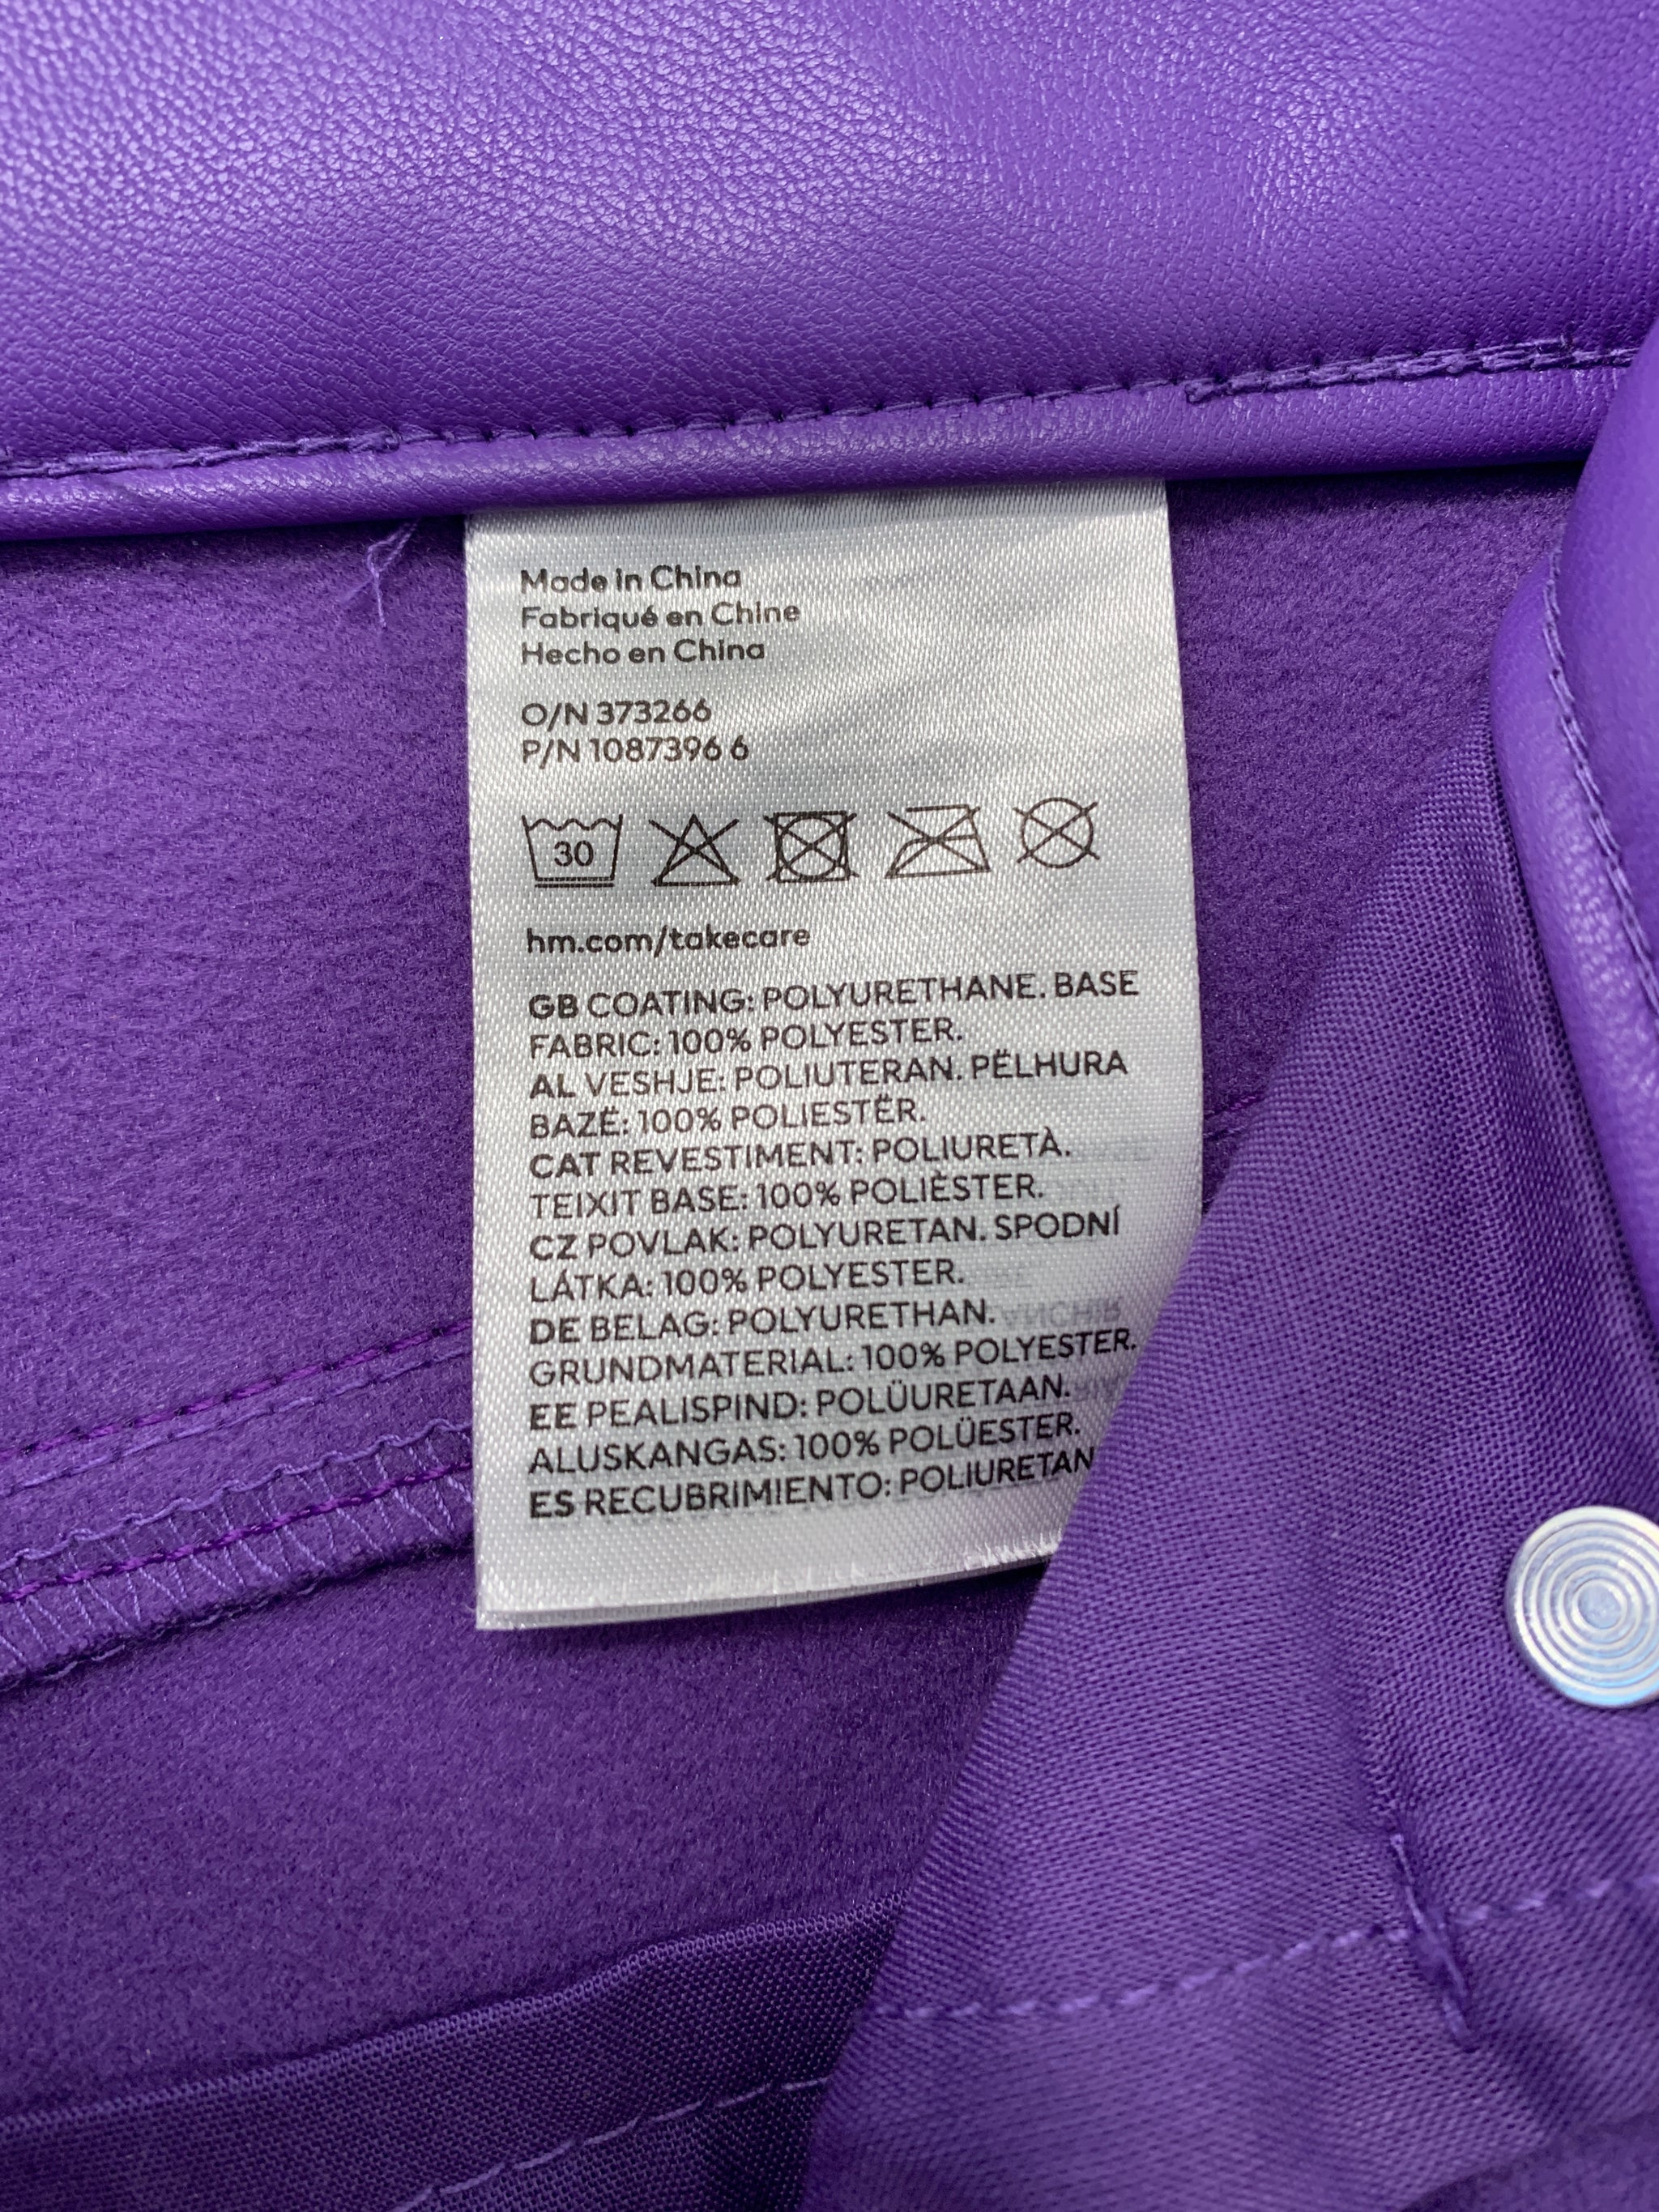 Made in China
Fabriqué en Chine
Hecho en China
O/N 373266
P/N 1087396 6
30
hm.com/takecare
GB COATING: POLYURETHANE. BASE
FABRIC: 100% POLYESTER.
AL VESHJE: POLIUTERAN. PËLHURA
BAZË: 100% POLIESTËR.
CAT REVESTIMENT: POLIURETÀ.
TEIXIT BASE: 100% POLIÈSTER.
CZ POVLAK: POLYURETAN. SPODNÍ
LÁTKA: 100% POLYESTER.
DE BELAG: POLYURETHAN.
GRUNDMATERIAL: 100% POLYESTER.
EE PEALISPIND: POLÜURETAAN.
ALUSKANGAS: 100% POLÜESTER.
ES RECUBRIMIENTO: POLIURETAN